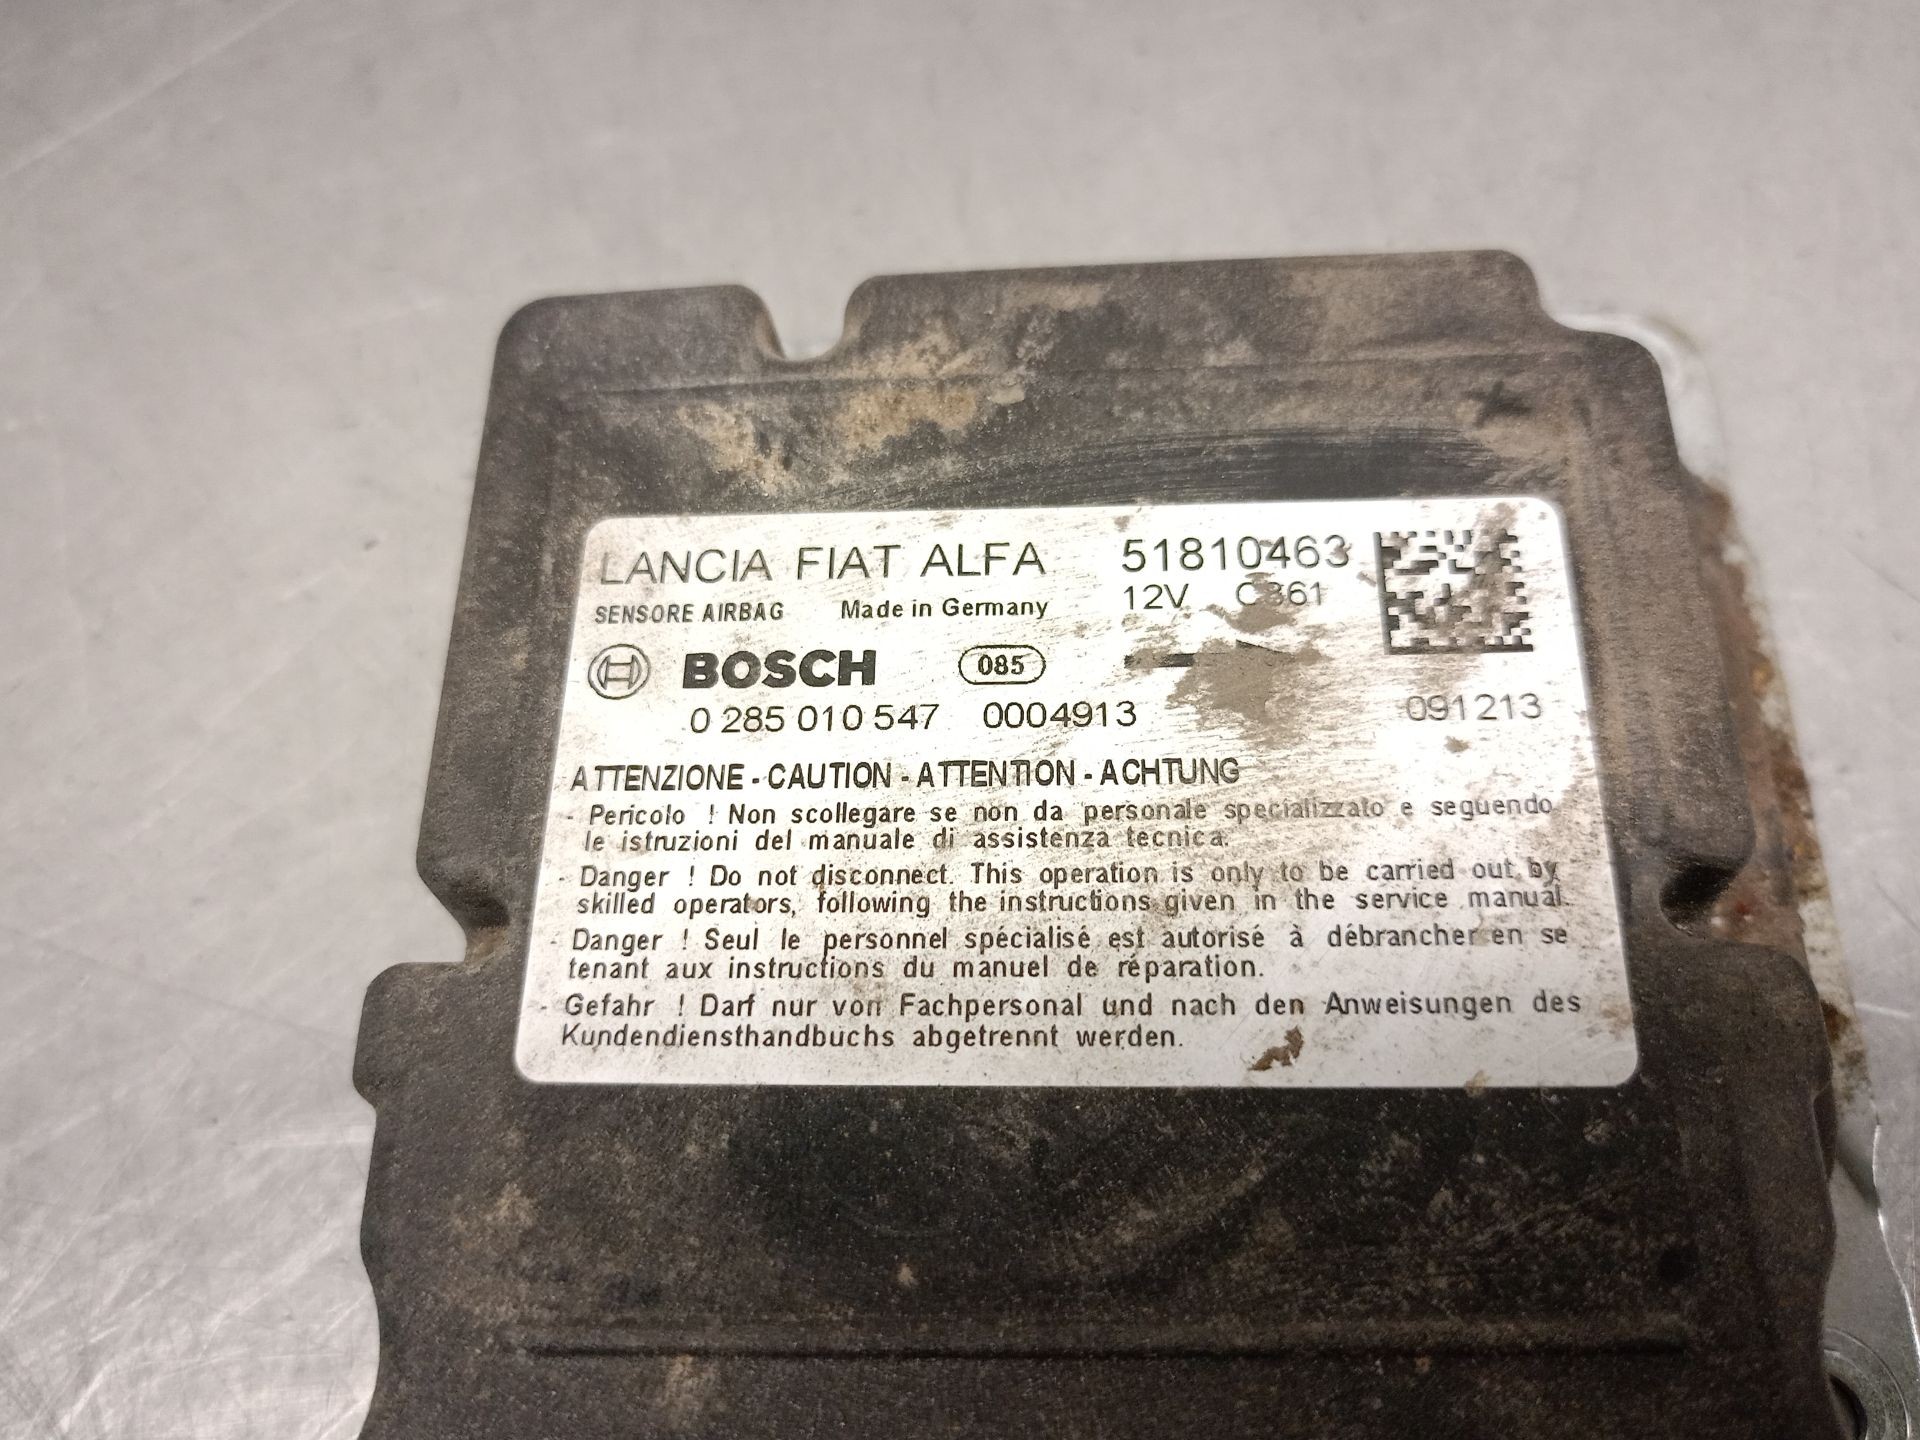 LANCIA FIAT ALFA 51810463
SENSORE AIRBAG Made in Germany 12V
BOSCH 085
0 285 010 547 0004913 091213
ATTENZIONE - CAUTION - ATTENTION - ACHTUNG
- Pericolo ! Non scollegare se non da personale specializzato e seguendo
le istruzioni del manuale di assistenza tecnica.
- Danger ! Do not disconnect. This operation is only to be carried out by
skilled operators, following the instructions given in the service manual.
- Danger ! Seul le personnel spécialisé est autorisé à débrancher en se
tenant aux instructions du manuel de réparation.
- Gefahr ! Darf nur von Fachpersonal und nach den Anweisungen des
Kundendiensthandbuchs abgetrennt werden.